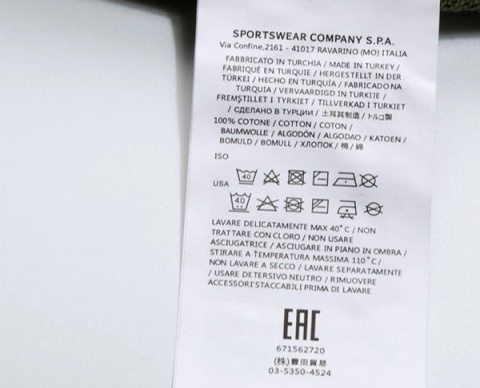 SPORTSWEAR COMPANY S.P.A.
Via Confine,2161 - 41017 RAVARINO (MO) ITALIA
FABBRICATO IN TURCHIA / MADE IN TURKEY /
FABRIQUÉ EN TURQUIE / HERGESTELLT IN DER
TÜRKEI / HECHO EN TURQUÍA / FABRICADO NA
TURQUIA / VERVAARDIGD IN TURKIJE /
FREMSTILLET I TYRKIET / TILLVERKAD I TURKIET
/ СДЕЛАНО В ТУРЦИИ / 土耳其制造 / トルコ製
100% COTONE / COTTON / COTON /
BAUMWOLLE / ALGODÓN / ALGODAO / KATOEN /
BOMULD / BOMULL / ХЛОПОК / 棉 / 綿
ISO
40
USA
40
LAVARE DELICATAMENTE MAX 40°C / NON
TRATTARE CON CLORO / NON USARE
ASCIUGATRICE / ASCIUGARE IN PIANO IN OMBRA /
STIRARE A TEMPERATURA MASSIMA 110°C /
NON LAVARE A SECCO / LAVARE SEPARATAMENTE
/ USARE DETERSIVO NEUTRO / RIMUOVERE
ACCESSORI STACCABILI PRIMA DI LAVARE
EAC
671562720
(株)豊田貿易
03-5350-4524